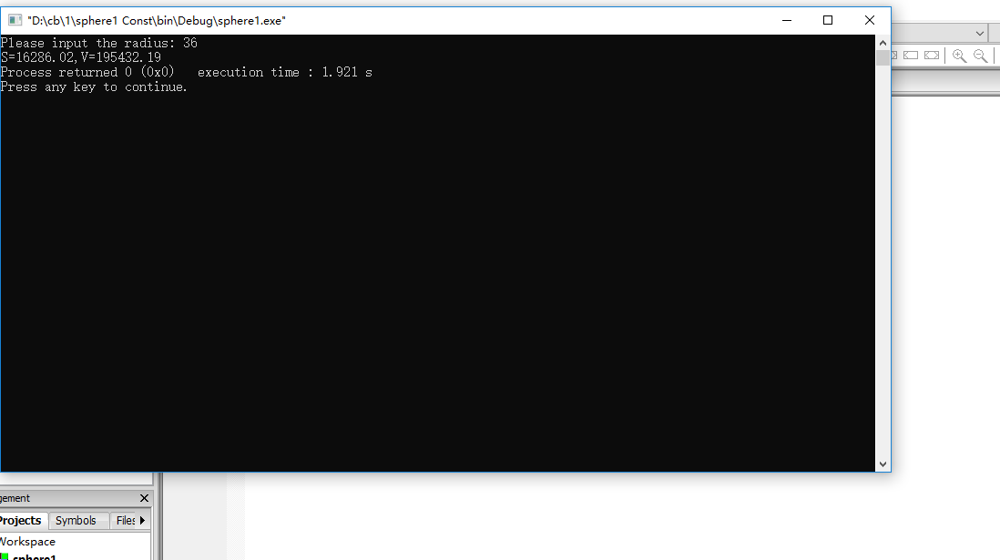 "D:\cb\1\sphere1 Const\bin\Debug\sphere1.exe"
Please input the radius: 36
S=16286.02,V=195432.19
Process returned 0 (0x0)   execution time : 1.921 s
Press any key to continue.
gement
Projects Symbols Files
Workspace
sphere1